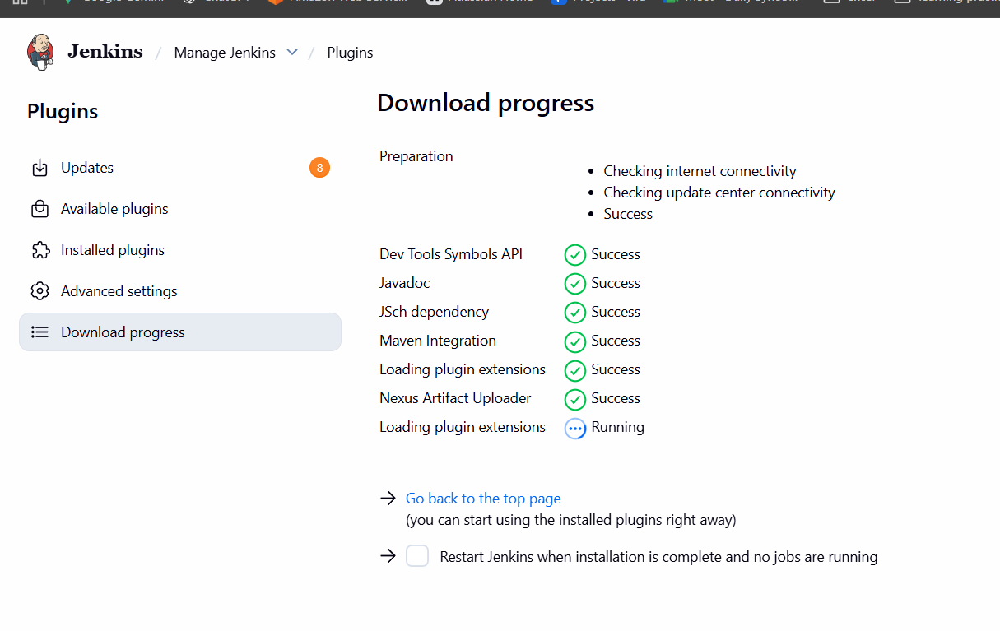 Jenkins / Manage Jenkins / Plugins
Plugins
Updates 8
Available plugins
Installed plugins
Advanced settings
Download progress
Download progress
Preparation
• Checking internet connectivity
• Checking update center connectivity
• Success
Dev Tools Symbols API Success
Javadoc Success
JSch dependency Success
Maven Integration Success
Loading plugin extensions Success
Nexus Artifact Uploader Success
Loading plugin extensions Running
→ Go back to the top page
(you can start using the installed plugins right away)
→ Restart Jenkins when installation is complete and no jobs are running